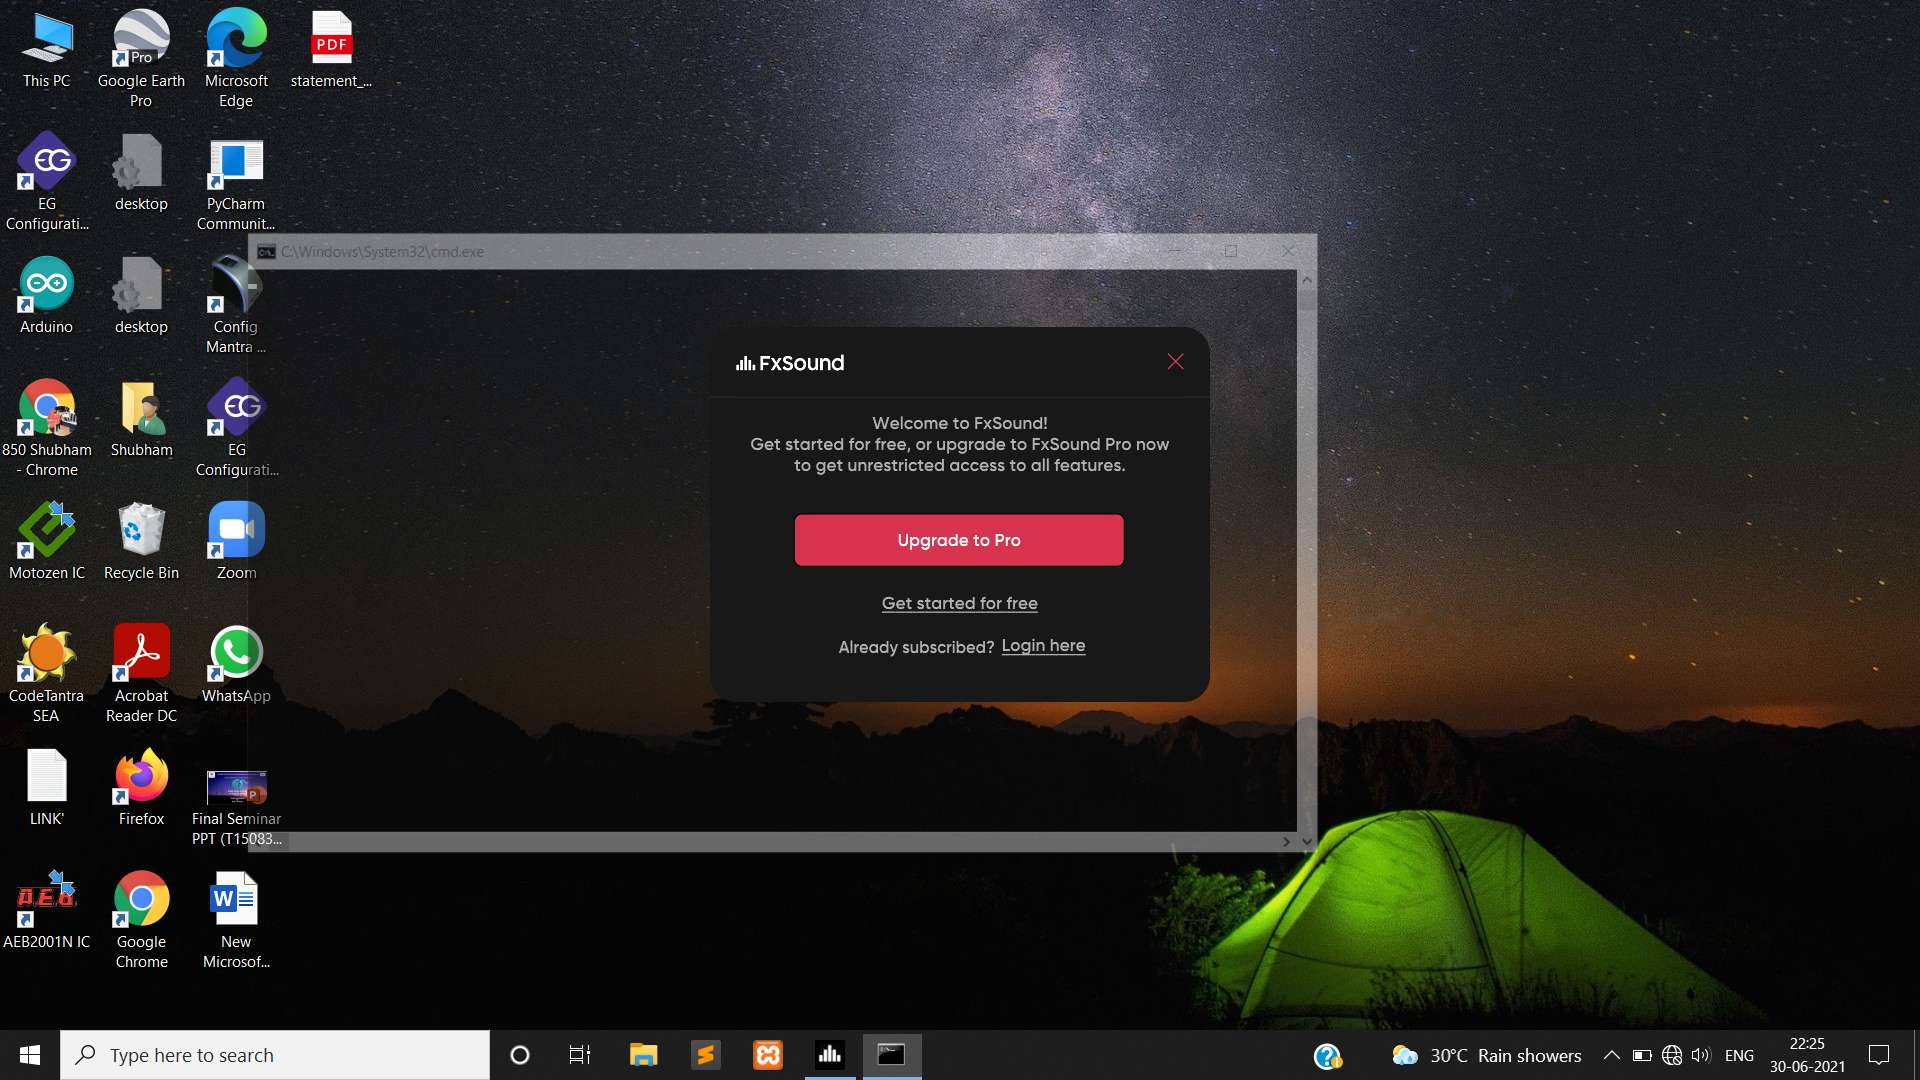 This PC
Pro
Google Earth
Pro
Microsoft
Edge
PDF
statement_...
EG
EG
Configurati...
desktop
PyCharm
Communit...
C:\Windows\System32\cmd.exe
Arduino
desktop
Config
Mantra ...
850 Shubham
- Chrome
Shubham
EG
EG
Configurati...
Motozen IC
Recycle Bin
Zoom
CodeTantra
SEA
Acrobat
Reader DC
WhatsApp
LINK'
Firefox
Final Seminar
PPT (T15083...
A.E.B.
AEB2001N IC
Google
Chrome
W
New
Microsof...
FxSound
Welcome to FxSound!
Get started for free, or upgrade to FxSound Pro now
to get unrestricted access to all features.
Upgrade to Pro
Get started for free
Already subscribed? Login here
Type here to search
30°C Rain showers
ENG
22:25
30-06-2021